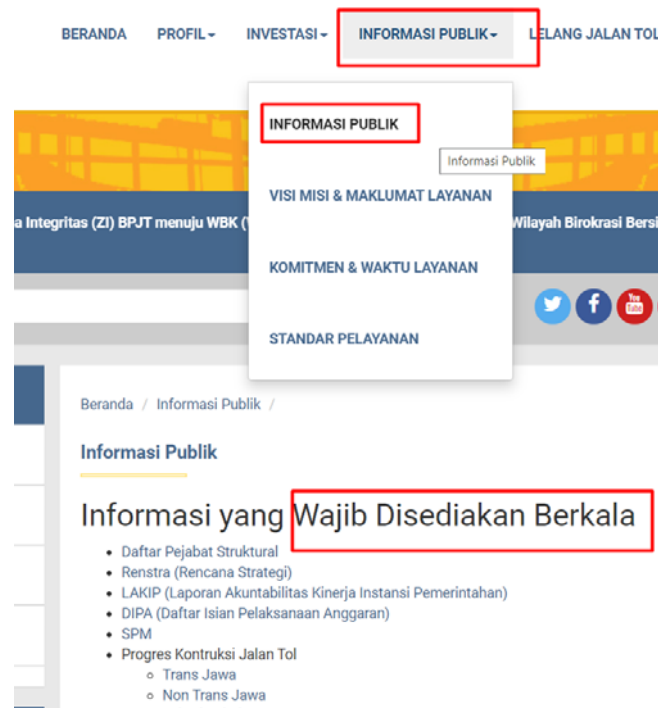 BERANDA PROFIL INVESTASI INFORMASI PUBLIK LELANG JALAN TOL
INFORMASI PUBLIK
Informasi Publik
VISI MISI & MAKLUMAT LAYANAN
a Integritas (ZI) BPJT menuju WBK ( Wilayah Birokrasi Bersi
KOMITMEN & WAKTU LAYANAN
You
Tube
STANDAR PELAYANAN
Beranda / Informasi Publik /
Informasi Publik
Informasi yang Wajib Disediakan Berkala
• Daftar Pejabat Struktural
• Renstra (Rencana Strategi)
• LAKIP (Laporan Akuntabilitas Kinerja Instansi Pemerintahan)
• DIPA (Daftar Isian Pelaksanaan Anggaran)
• SPM
• Progres Kontruksi Jalan Tol
◦ Trans Jawa
◦ Non Trans Jawa